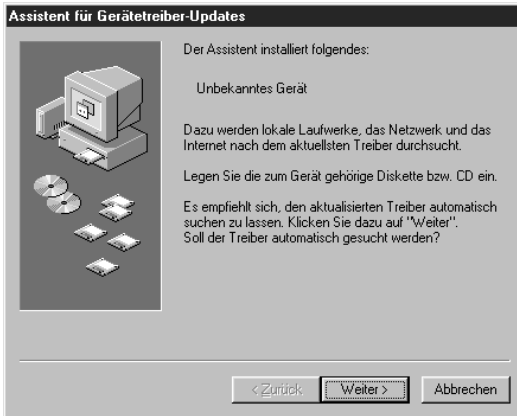 Assistent für Gerätetreiber-Updates
Der Assistent installiert folgendes:
Unbekanntes Gerät
Dazu werden lokale Laufwerke, das Netzwerk und das
Internet nach dem aktuellsten Treiber durchsucht.
Legen Sie die zum Gerät gehörige Diskette bzw. CD ein.
Es empfiehlt sich, den aktualisierten Treiber automatisch
suchen zu lassen. Klicken Sie dazu auf "Weiter".
Soll der Treiber automatisch gesucht werden?
< Zurück Weiter > Abbrechen